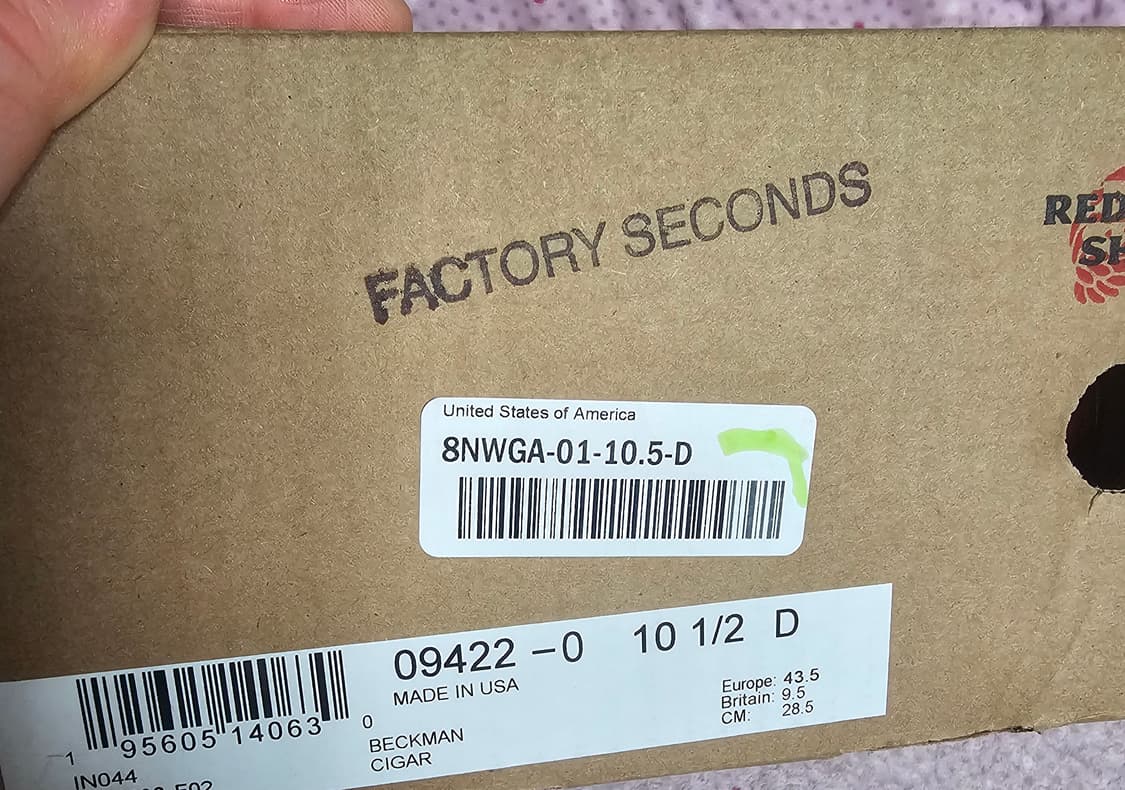 FACTORY SECONDS
RED
SH
United States of America
8NWGA-01-10.5-D
09422 -0 10 1/2 D
MADE IN USA
Europe: 43.5
Britain: 9.5
CM: 28.5
1 95605 14063 0
BECKMAN
CIGAR
IN044